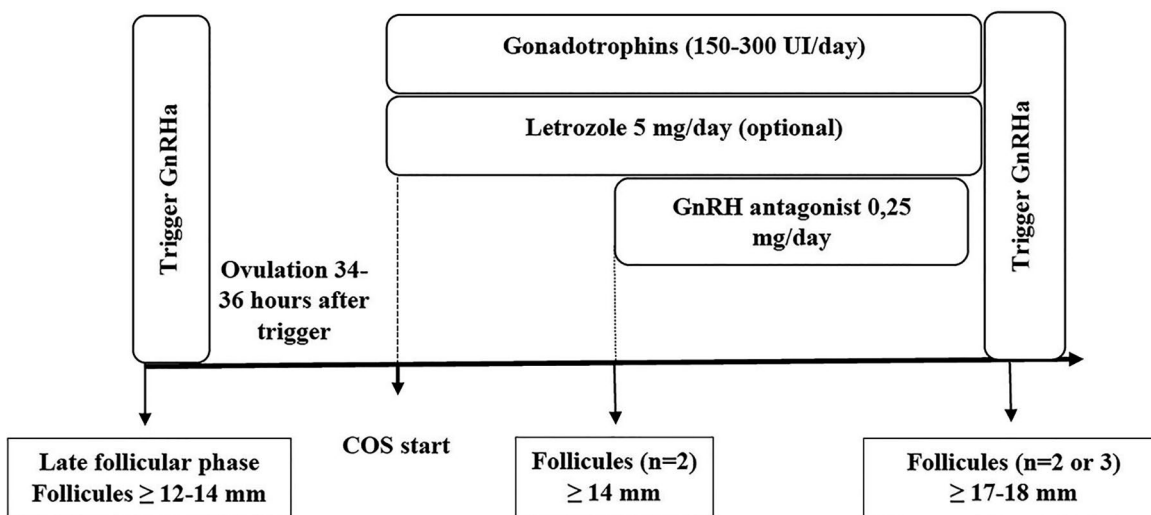 Gonadotrophins (150-300 UI/day)
Letrozole 5 mg/day (optional)
GnRH antagonist 0,25
mg/day
Trigger GnRHa
Trigger GnRHa
Ovulation 34-
36 hours after
trigger
COS start
Late follicular phase
Follicules ≥ 12-14 mm
Follicules (n=2)
≥ 14 mm
Follicules (n=2 or 3)
≥ 17-18 mm